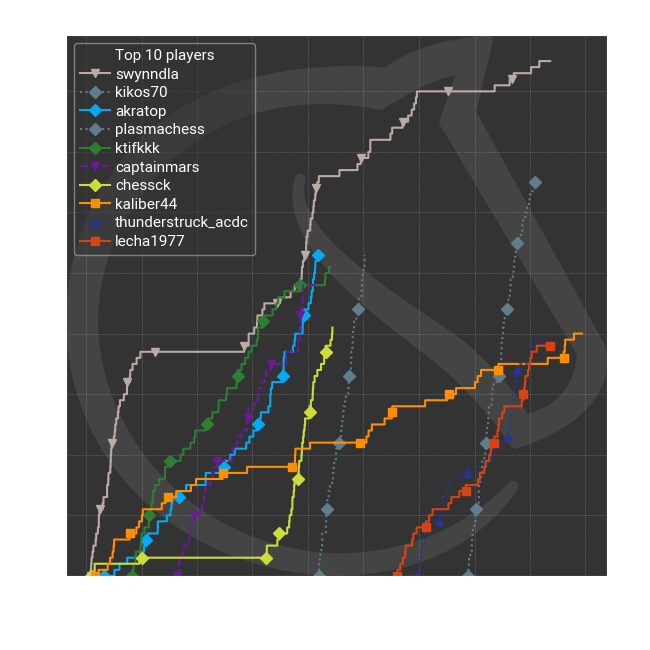 Top 10 players
swynndla
kikos70
akratop
plasmachess
ktifkkk
captainmars
chessck
kaliber44
thunderstruck_acdc
lecha1977